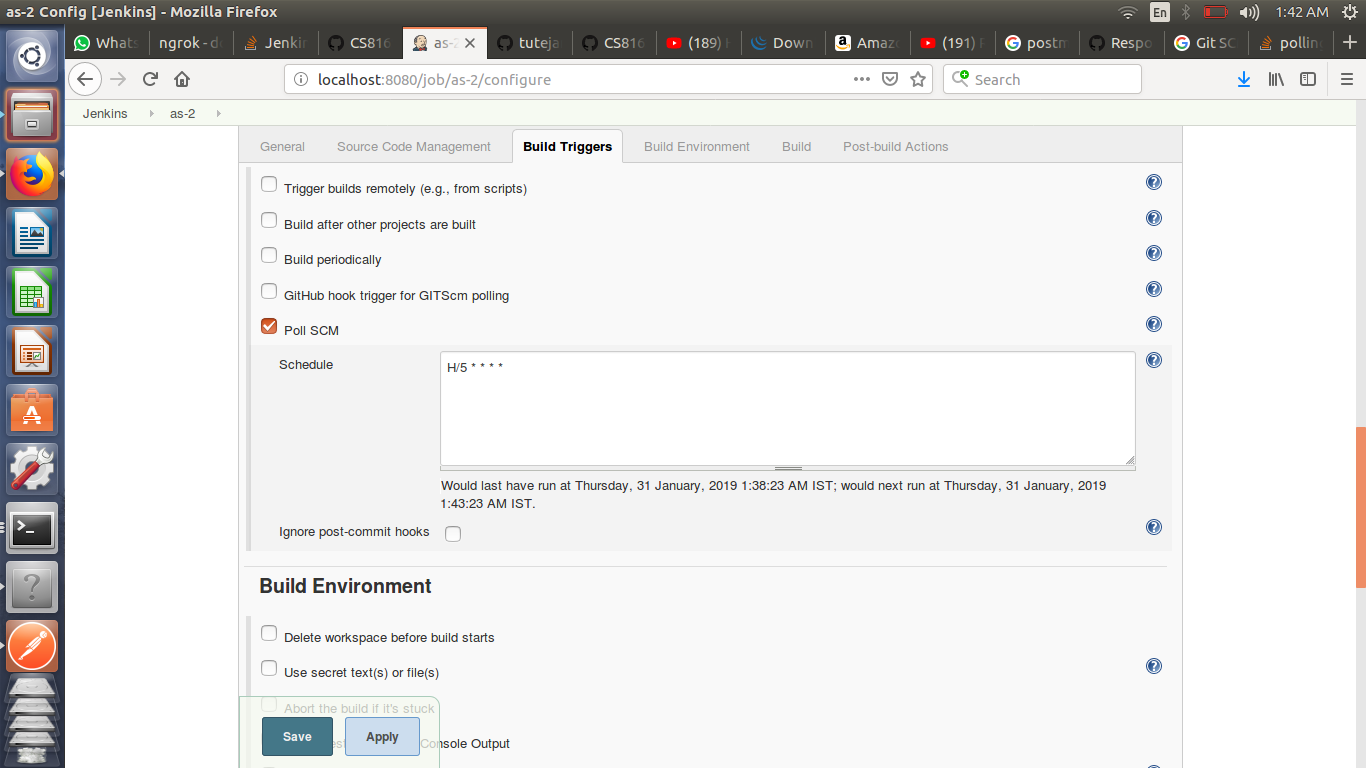 as-2 Config [Jenkins] - Mozilla Firefox
En
1:42 AM
Whats
ngrok - d
Jenkin
CS816
as-2
tuteja
CS816
(189)
Down
Amazo
(191)
postm
Respo
Git SC
polling
localhost:8080/job/as-2/configure
Search
Jenkins
as-2
General
Source Code Management
Build Triggers
Build Environment
Build
Post-build Actions
Trigger builds remotely (e.g., from scripts)
Build after other projects are built
Build periodically
GitHub hook trigger for GITScm polling
Poll SCM
Schedule
H/5 * * * *
Would last have run at Thursday, 31 January, 2019 1:38:23 AM IST; would next run at Thursday, 31 January, 2019
1:43:23 AM IST.
Ignore post-commit hooks
Build Environment
Delete workspace before build starts
Use secret text(s) or file(s)
Abort the build if it's stuck
Console Output
Save
Apply